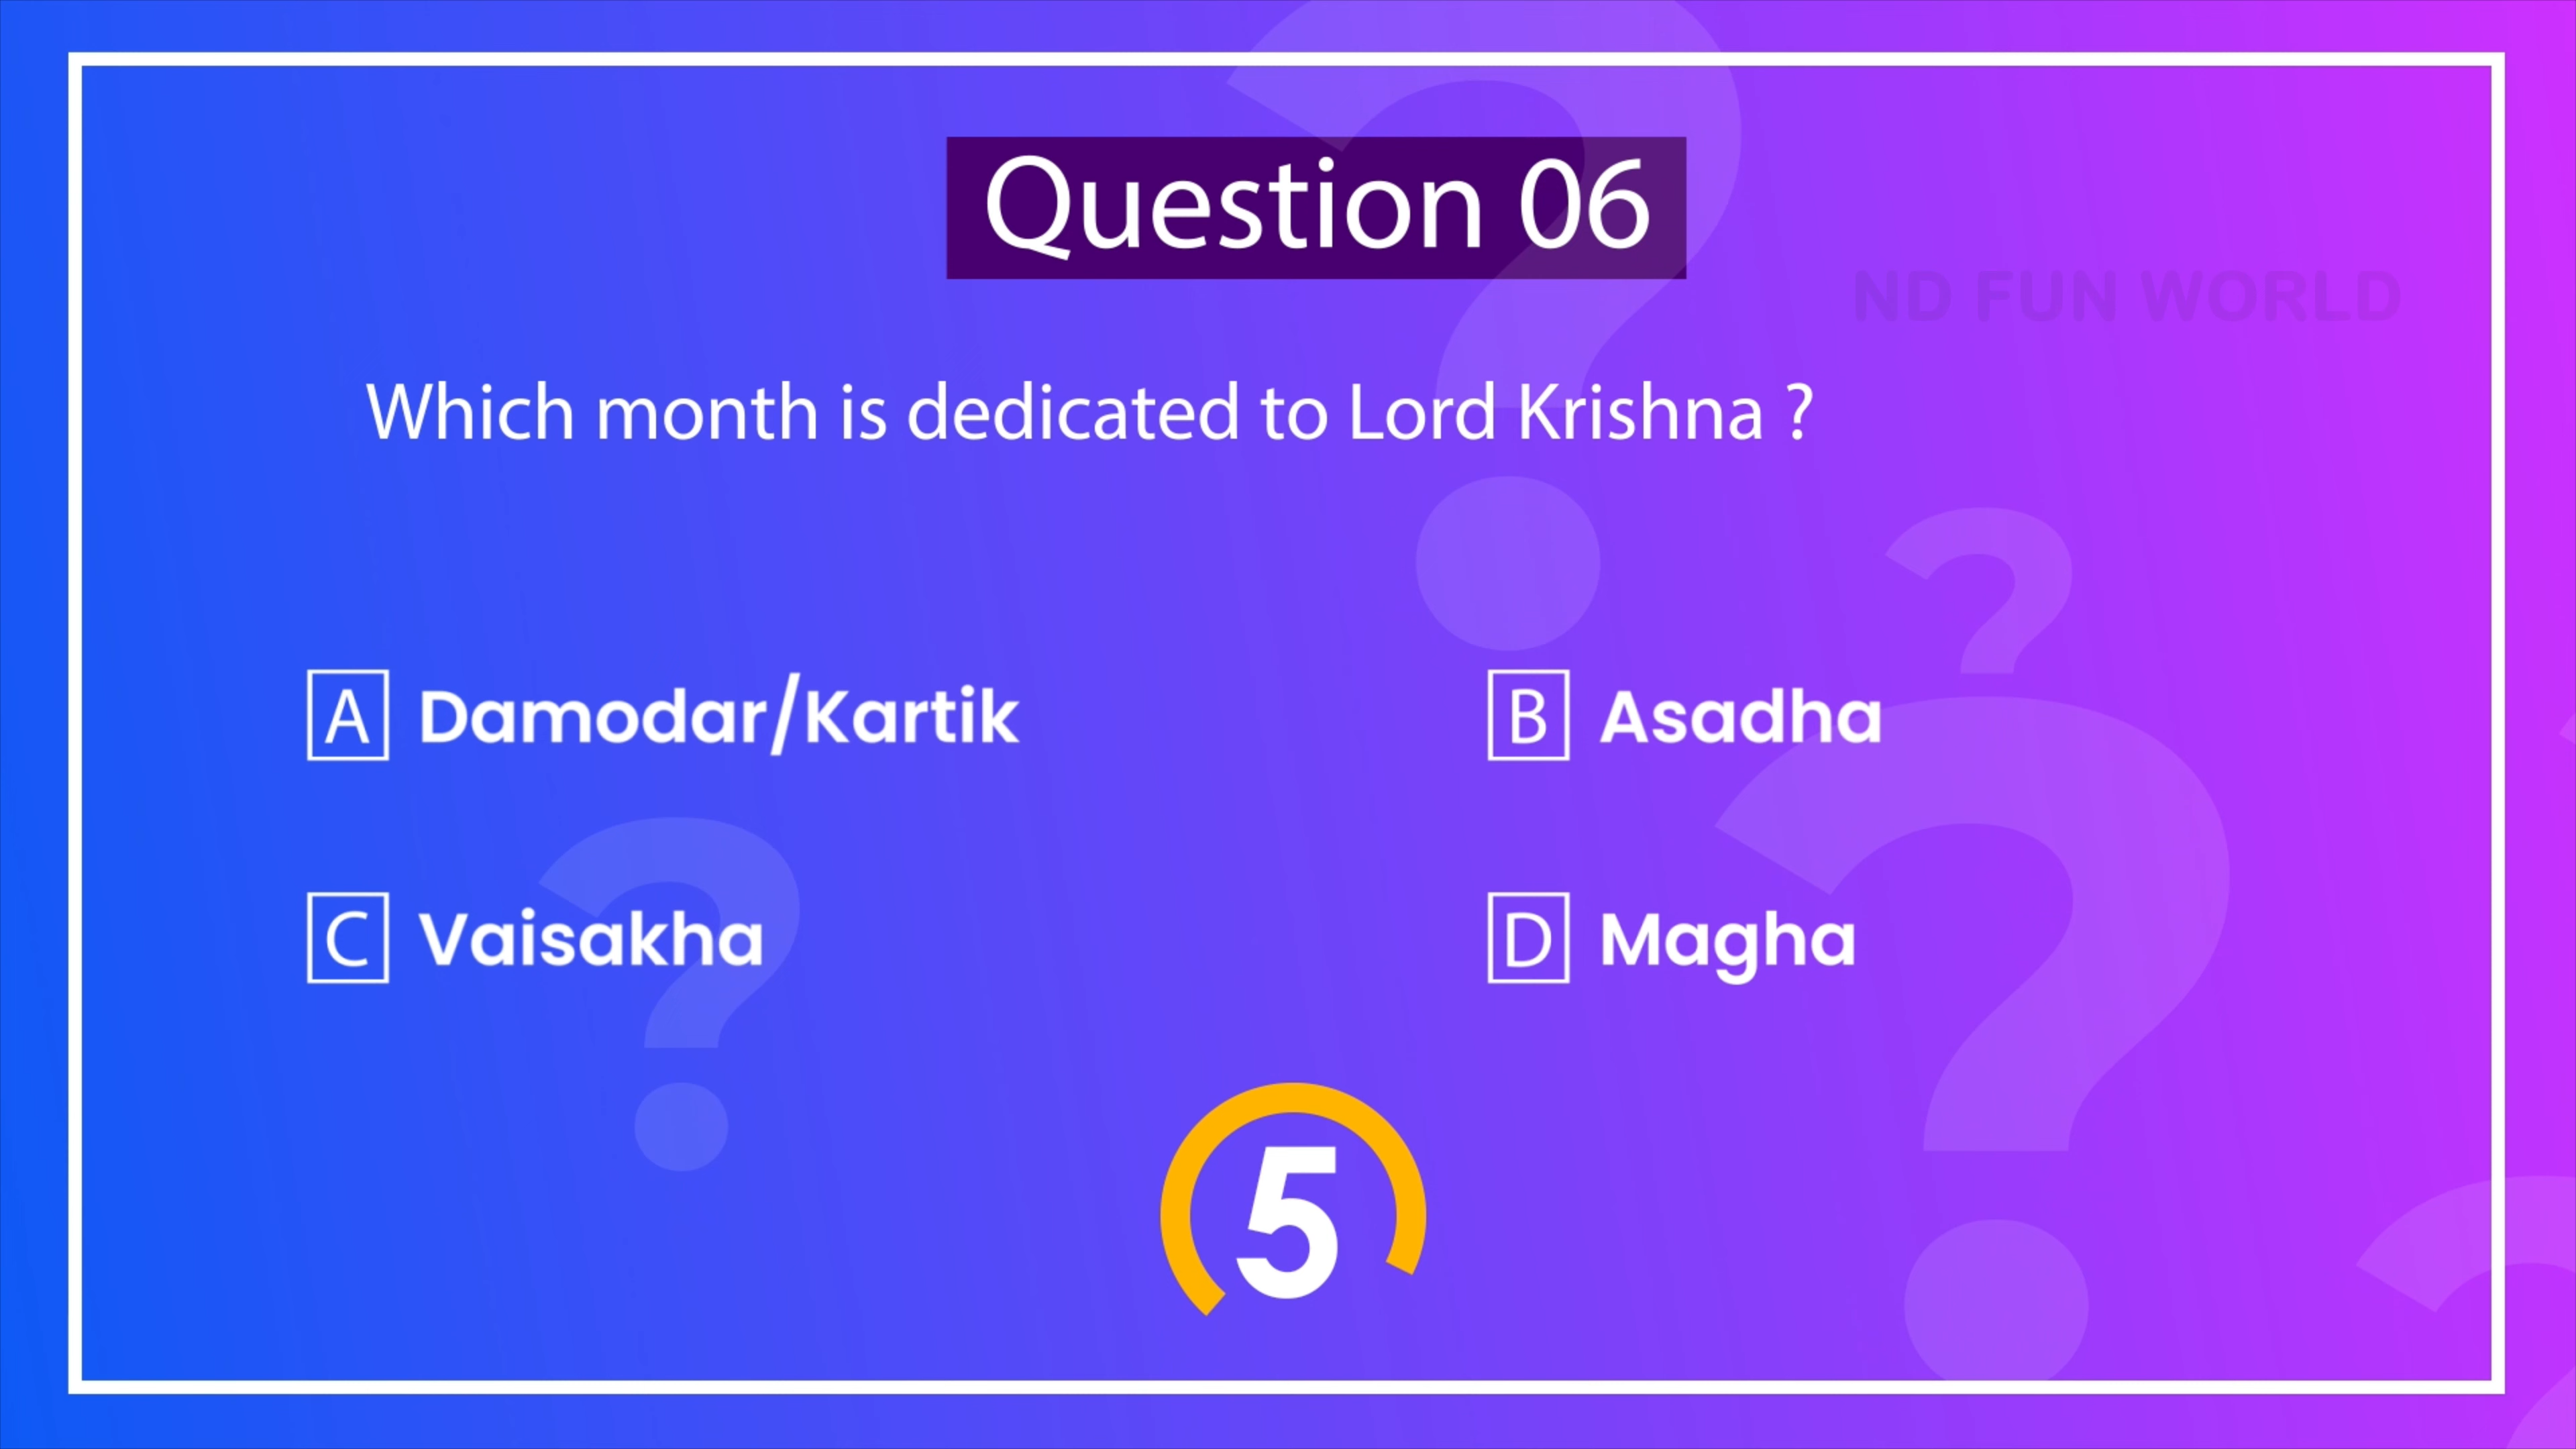 Question 06
ND FUN WORLD
Which month is dedicated to Lord Krishna ?
A Damodar/Kartik
B Asadha
C Vaisakha
D Magha
5